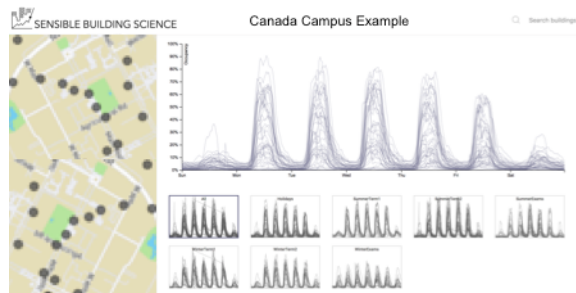 SENSIBLE BUILDING SCIENCE
Canada Campus Example
Search buildings
Occupancy
100%
90%
80%
70%
60%
50%
40%
30%
20%
10%
0%
Sun Mon Tue Wed Thu Fri Sat
All Holidays SummerTerm1 SummerTerm2 SummerExams
WinterTerm1 WinterTerm2 WinterExams